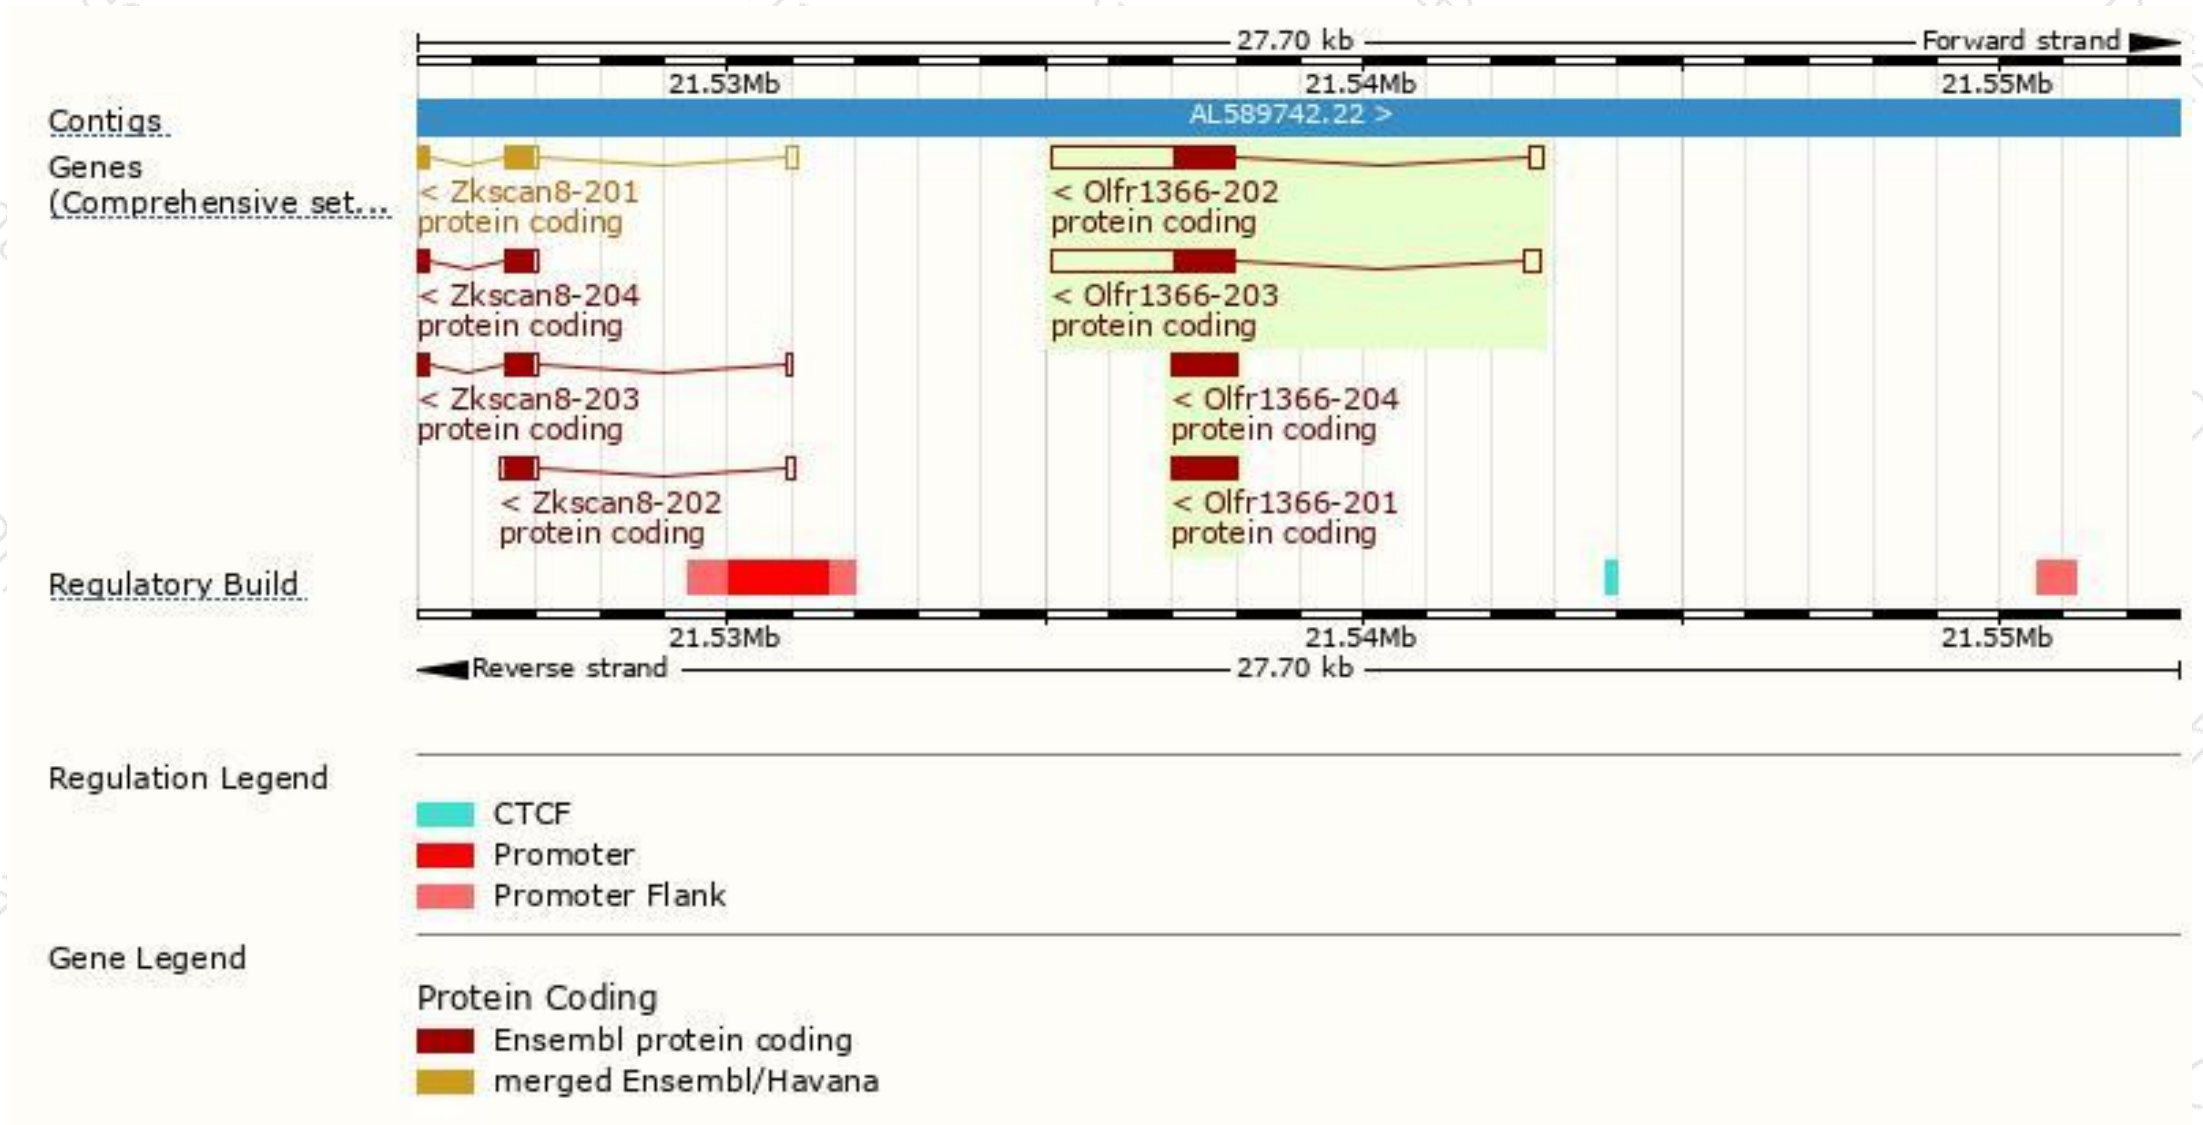 27.70 kb
Forward strand
21.53Mb 21.54Mb 21.55Mb
Contigs
AL589742.22 >
Genes
(Comprehensive set...
< Zkscan8-201
protein coding
< Olfr1366-202
protein coding
< Zkscan8-204
protein coding
< Olfr1366-203
protein coding
< Zkscan8-203
protein coding
< Olfr1366-204
protein coding
< Zkscan8-202
protein coding
< Olfr1366-201
protein coding
Regulatory Build
21.53Mb 21.54Mb 21.55Mb
Reverse strand
27.70 kb
Regulation Legend
CTCF
Promoter
Promoter Flank
Gene Legend
Protein Coding
Ensembl protein coding
merged Ensembl/Havana